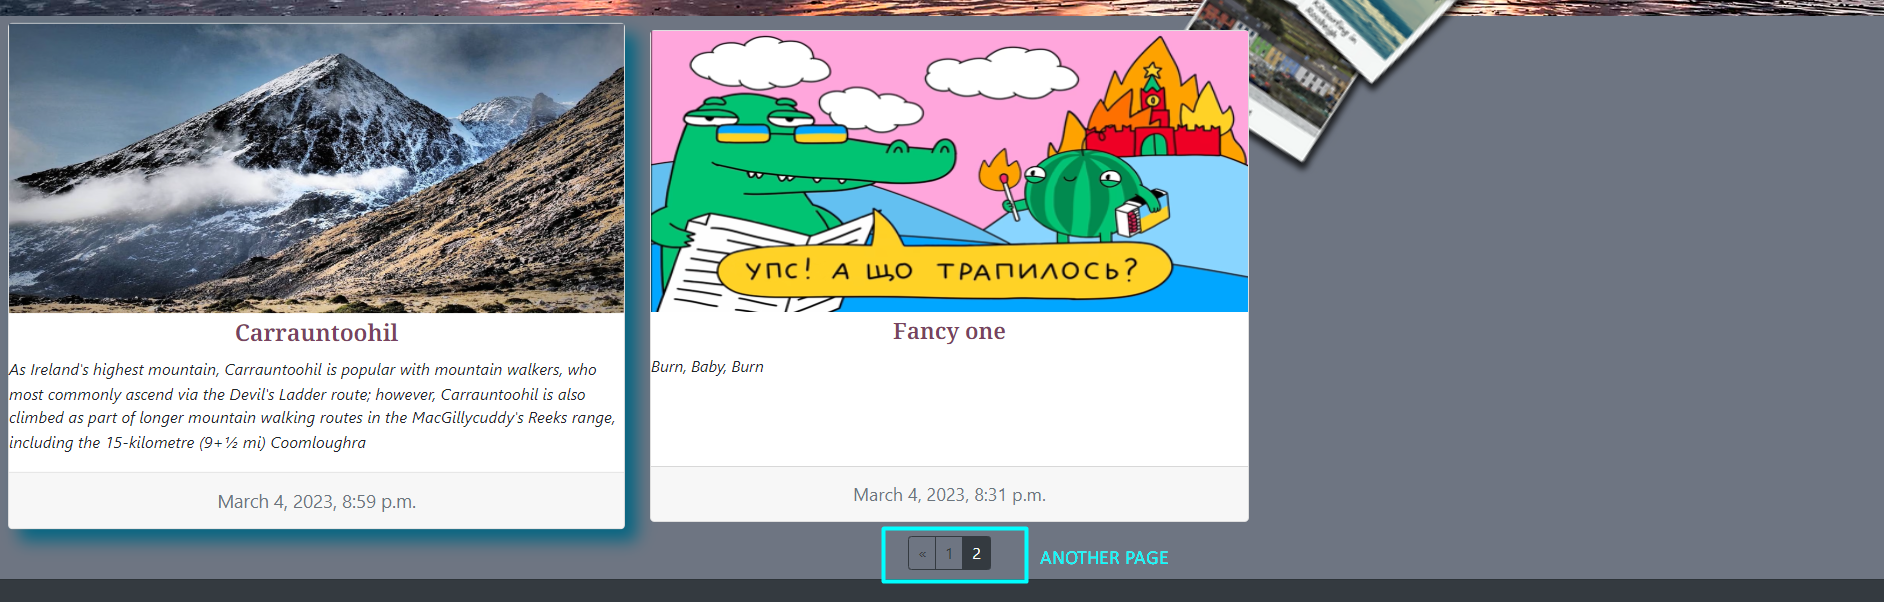 Kitesurfing in
Rossleigh
УПС! А ЩО ТРАПИЛОСЬ?
Carrauntoohil
As Ireland's highest mountain, Carrauntoohil is popular with mountain walkers, who
most commonly ascend via the Devil's Ladder route; however, Carrauntoohil is also
climbed as part of longer mountain walking routes in the MacGillycuddy's Reeks range,
including the 15-kilometre (9+½ mi) Coomloughra
March 4, 2023, 8:59 p.m.
Fancy one
Burn, Baby, Burn
March 4, 2023, 8:31 p.m.
« 1 2
ANOTHER PAGE